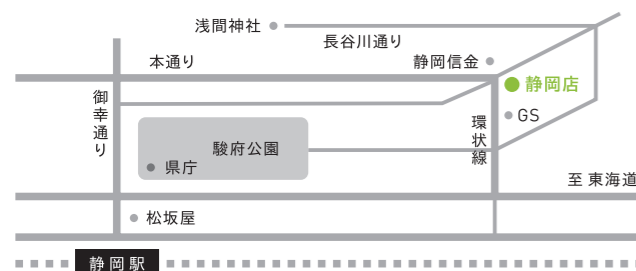 浅間神社
長谷川通り
本通り
静岡信金
静岡店
御幸通り
GS
環状線
駿府公園
県庁
至 東海道
松坂屋
静岡駅